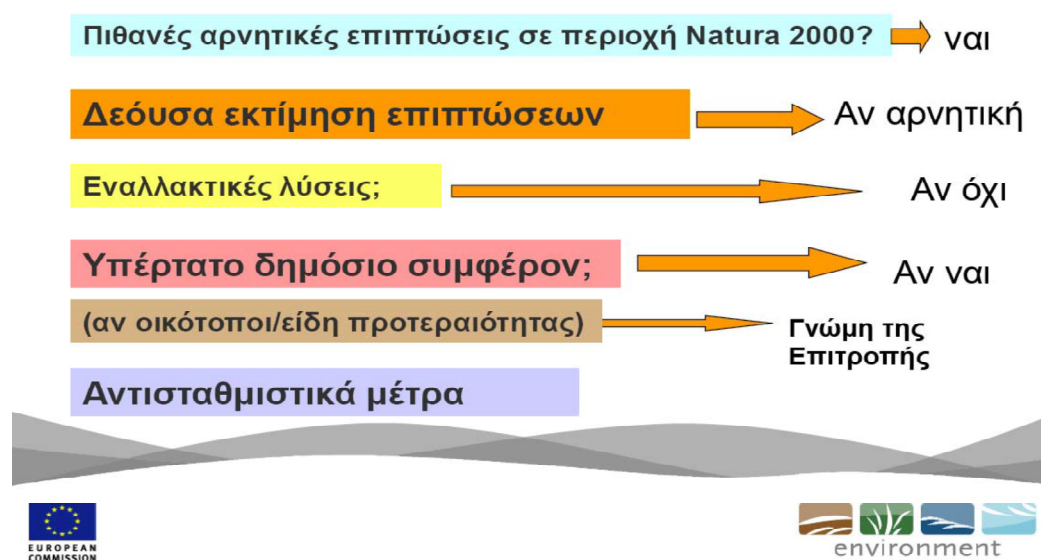 Πιθανές αρνητικές επιπτώσεις σε περιοχή Natura 2000? ναι
Δεόυσα εκτίμηση επιπτώσεων Αν αρνητική
Εναλλακτικές λύσεις; Αν όχι
Υπέρτατο δημόσιο συμφέρον; Αν ναι
(αν οικότοποι/είδη προτεραιότητας) Γνώμη της
Επιτροπής
Αντισταθμιστικά μέτρα
EUROPEAN
COMMISSION
environment